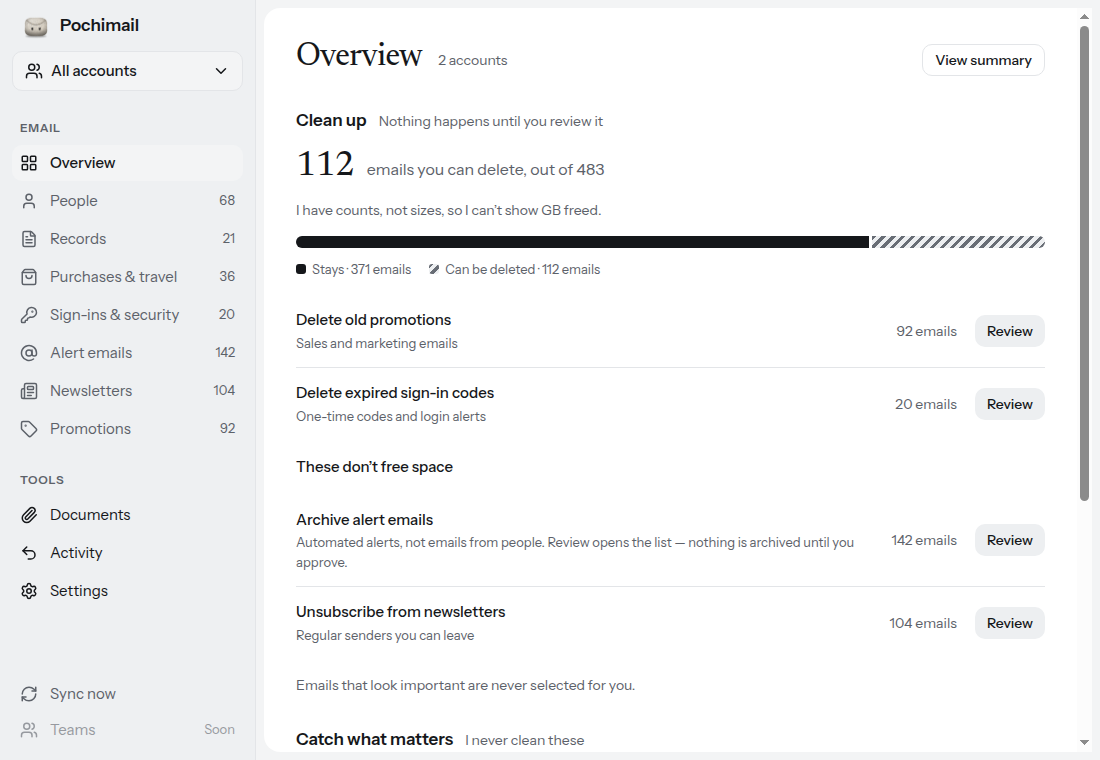 Pochimail
All accounts
EMAIL
Overview
People 68
Records 21
Purchases & travel 36
Sign-ins & security 20
Alert emails 142
Newsletters 104
Promotions 92
TOOLS
Documents
Activity
Settings
Sync now
Teams Soon
Overview 2 accounts
View summary
Clean up Nothing happens until you review it
112 emails you can delete, out of 483
I have counts, not sizes, so I can’t show GB freed.
Stays · 371 emails Can be deleted · 112 emails
Delete old promotions
Sales and marketing emails
92 emails Review
Delete expired sign-in codes
One-time codes and login alerts
20 emails Review
These don’t free space
Archive alert emails
Automated alerts, not emails from people. Review opens the list — nothing is archived until you
approve.
142 emails Review
Unsubscribe from newsletters
Regular senders you can leave
104 emails Review
Emails that look important are never selected for you.
Catch what matters I never clean these